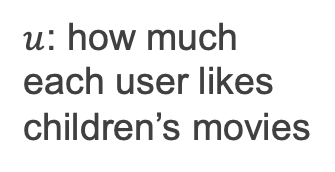 u: how much
each user likes
children’s movies